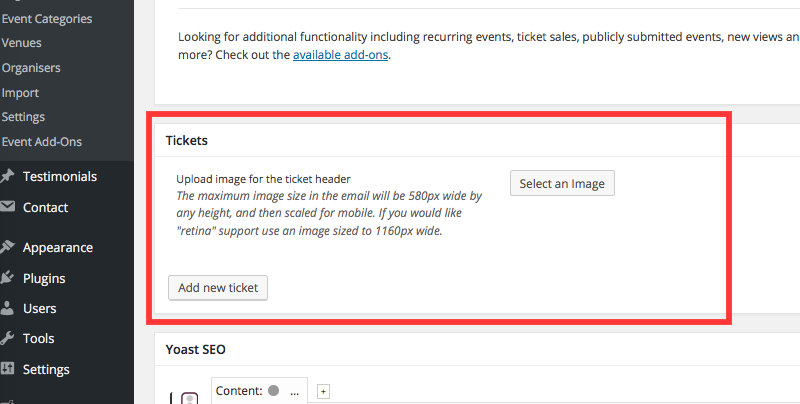 Event Categories
Venues
Organisers
Import
Settings
Event Add-Ons
Testimonials
Contact
Appearance
Plugins
Users
Tools
Settings
Looking for additional functionality including recurring events, ticket sales, publicly submitted events, new views an
more? Check out the available add-ons.
Tickets
Upload image for the ticket header
The maximum image size in the email will be 580px wide by
any height, and then scaled for mobile. If you would like
"retina" support use an image sized to 1160px wide.
Select an Image
Add new ticket
Yoast SEO
Content: ...
+